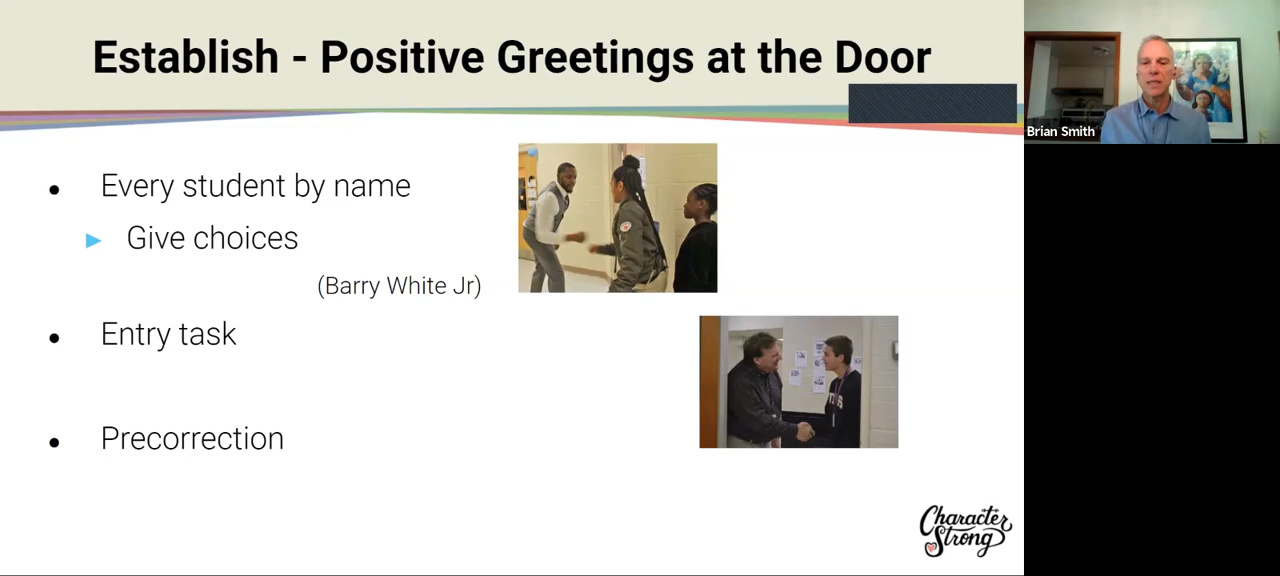 Establish - Positive Greetings at the Door
Brian Smith
Every student by name
Give choices
(Barry White Jr)
Entry task
Precorrection
Character
Strong